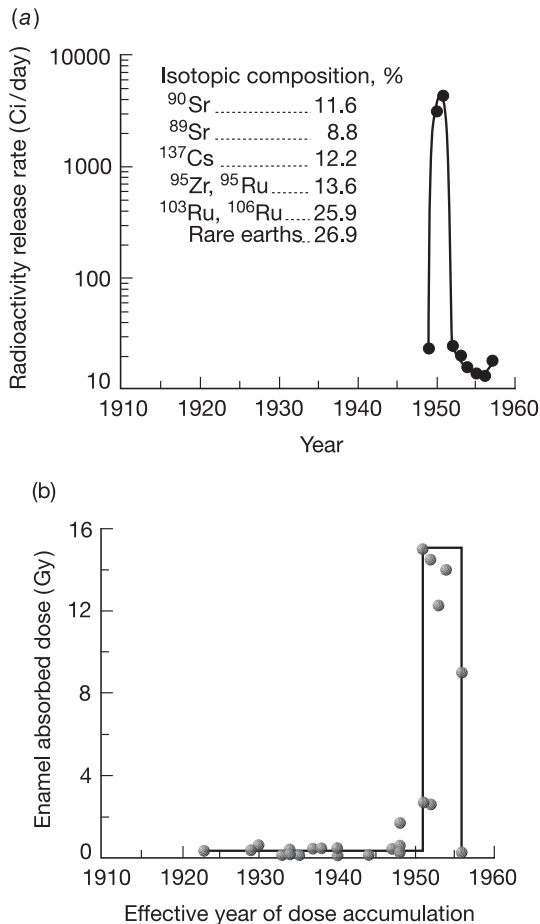 (a)
10000
1000
100
10
Radioactivity release rate (Ci/day)
Isotopic composition, %
⁹⁰Sr 11.6
⁸⁹Sr 8.8
¹³⁷Cs 12.2
⁹⁵Zr, ⁹⁵Ru 13.6
¹⁰³Ru, ¹⁰⁶Ru 25.9
Rare earths 26.9
1910 1920 1930 1940 1950 1960
Year
(b)
16
12
8
4
0
Enamel absorbed dose (Gy)
1910 1920 1930 1940 1950 1960
Effective year of dose accumulation